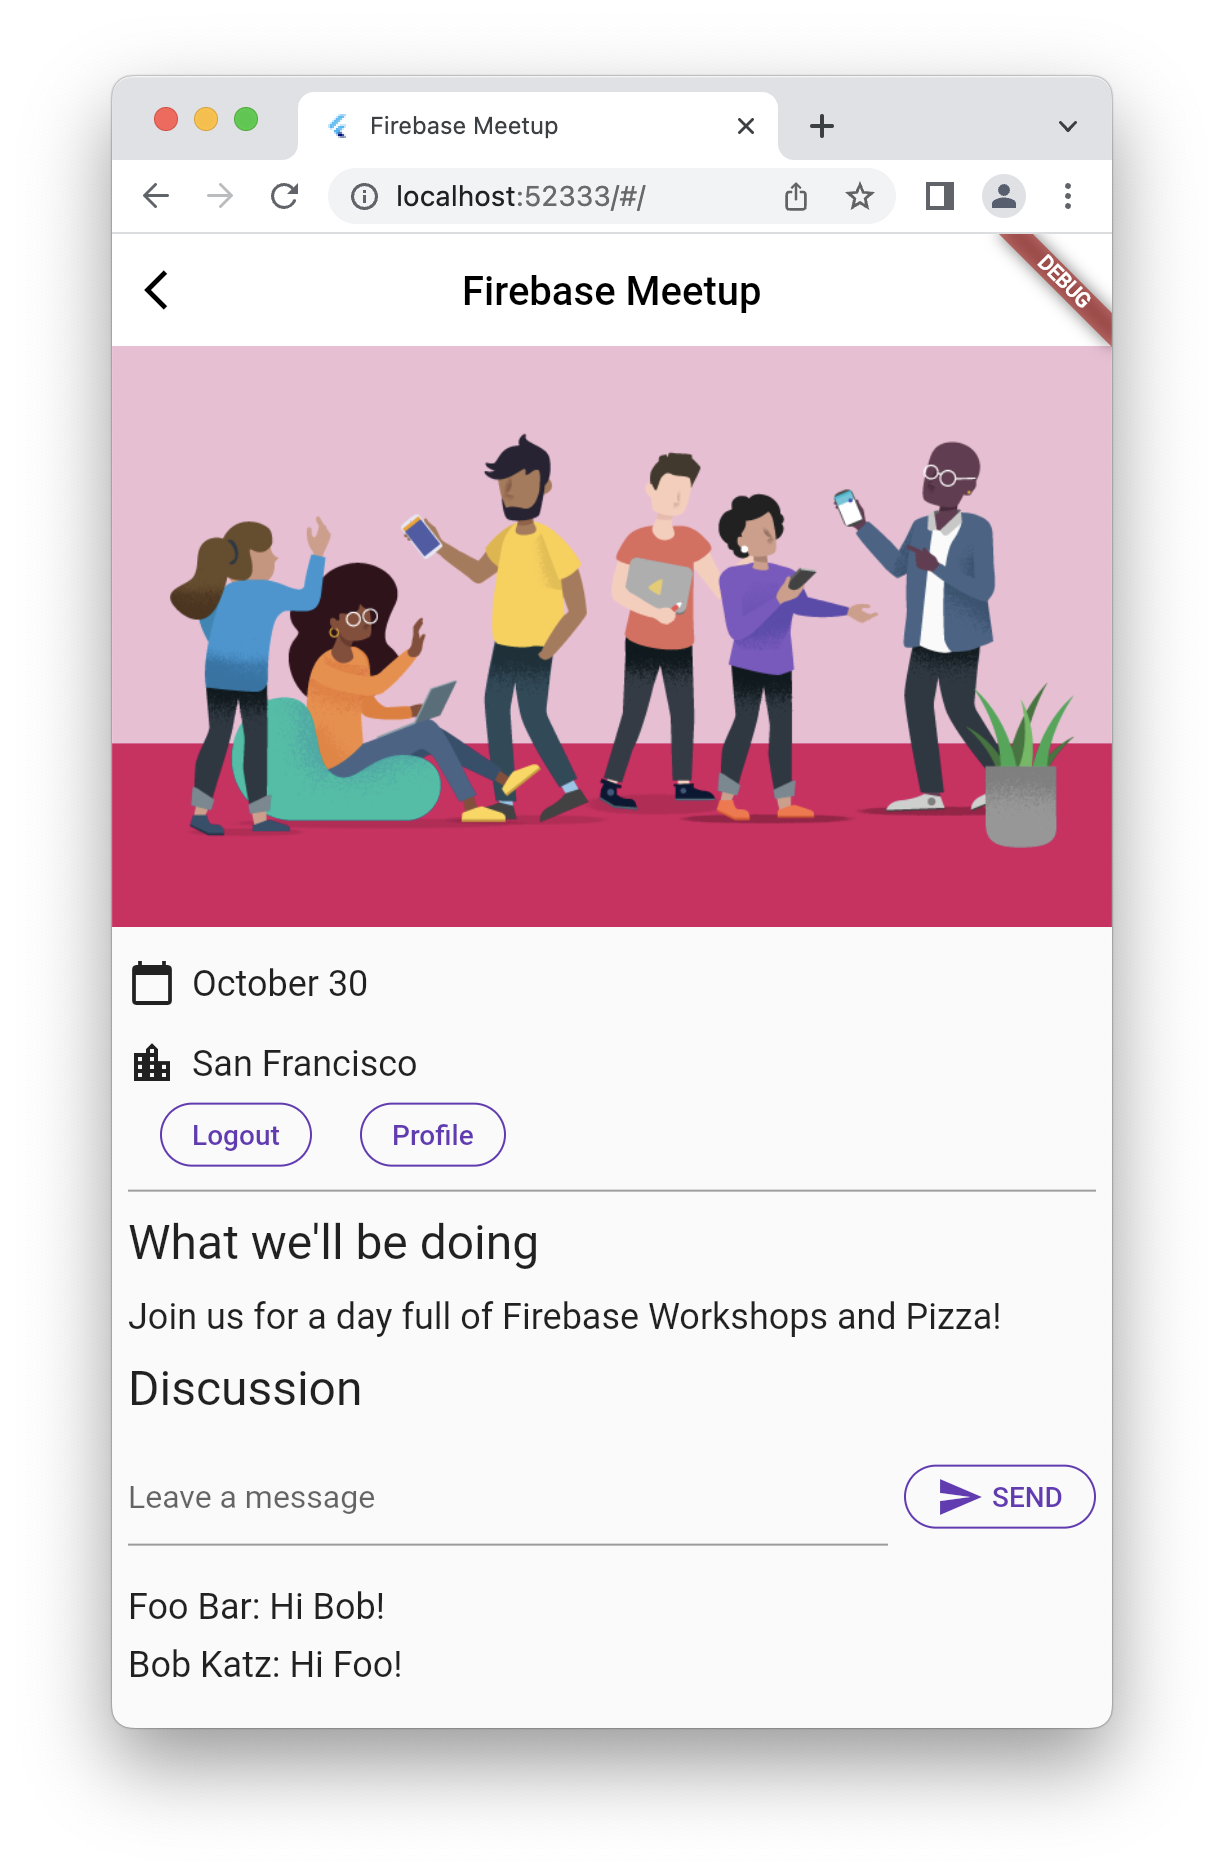 Firebase Meetup
localhost:52333/#/
Firebase Meetup
DEBUG
October 30
San Francisco
Logout Profile
What we'll be doing
Join us for a day full of Firebase Workshops and Pizza!
Discussion
Leave a message SEND
Foo Bar: Hi Bob!
Bob Katz: Hi Foo!